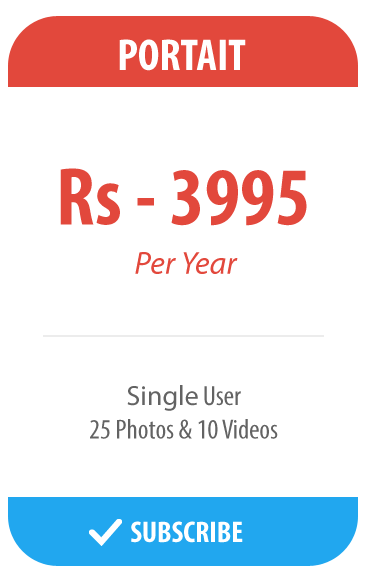 PORTAIT
Rs - 3995
Per Year
Single User
25 Photos & 10 Videos
SUBSCRIBE